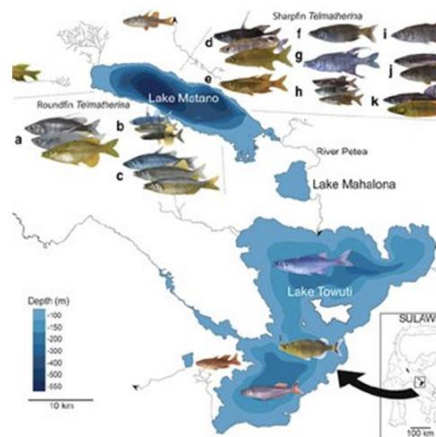 Sharpfin Telmatherina
d
f
i
g
j
e
h
k
Lake Matano
Roundfin Telmatherina
a
b
c
River Petea
Lake Mahalona
Lake Towuti
Depth (m)
-100
-200
-300
-400
-500
-550
10 km
SULAW
100 km